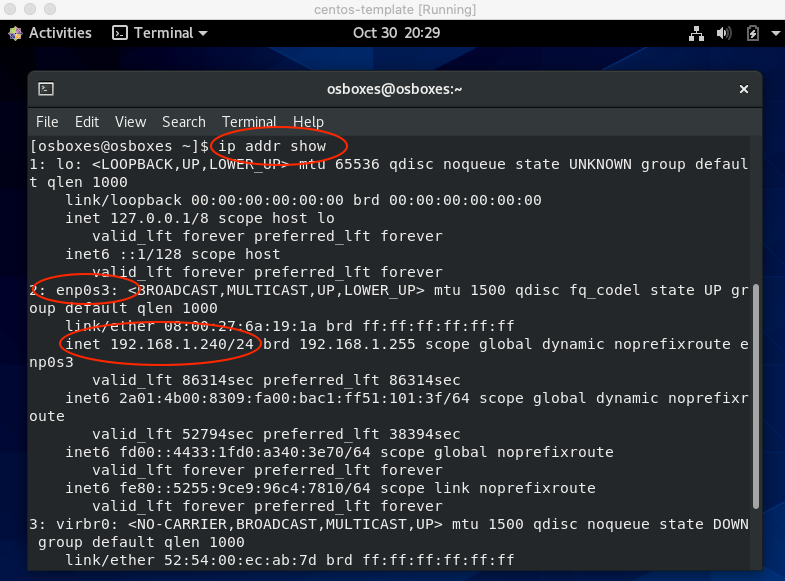 centos-template [Running]
Activities Terminal Oct 30 20:29
osboxes@osboxes:~
File Edit View Search Terminal Help
[osboxes@osboxes ~]$ ip addr show
1: lo: <LOOPBACK,UP,LOWER_UP> mtu 65536 qdisc noqueue state UNKNOWN group defaul
t qlen 1000
    link/loopback 00:00:00:00:00:00 brd 00:00:00:00:00:00
    inet 127.0.0.1/8 scope host lo
       valid_lft forever preferred_lft forever
    inet6 ::1/128 scope host
       valid_lft forever preferred_lft forever
2: enp0s3: <BROADCAST,MULTICAST,UP,LOWER_UP> mtu 1500 qdisc fq_codel state UP gr
oup default qlen 1000
    link/ether 08:00:27:6a:19:1a brd ff:ff:ff:ff:ff:ff
    inet 192.168.1.240/24 brd 192.168.1.255 scope global dynamic noprefixroute e
np0s3
       valid_lft 86314sec preferred_lft 86314sec
    inet6 2a01:4b00:8309:fa00:bac1:ff51:101:3f/64 scope global dynamic noprefixr
oute
       valid_lft 52794sec preferred_lft 38394sec
    inet6 fd00::4433:1fd0:a340:3e70/64 scope global noprefixroute
       valid_lft forever preferred_lft forever
    inet6 fe80::5255:9ce9:96c4:7810/64 scope link noprefixroute
       valid_lft forever preferred_lft forever
3: virbr0: <NO-CARRIER,BROADCAST,MULTICAST,UP> mtu 1500 qdisc noqueue state DOWN
 group default qlen 1000
    link/ether 52:54:00:ec:ab:7d brd ff:ff:ff:ff:ff:ff